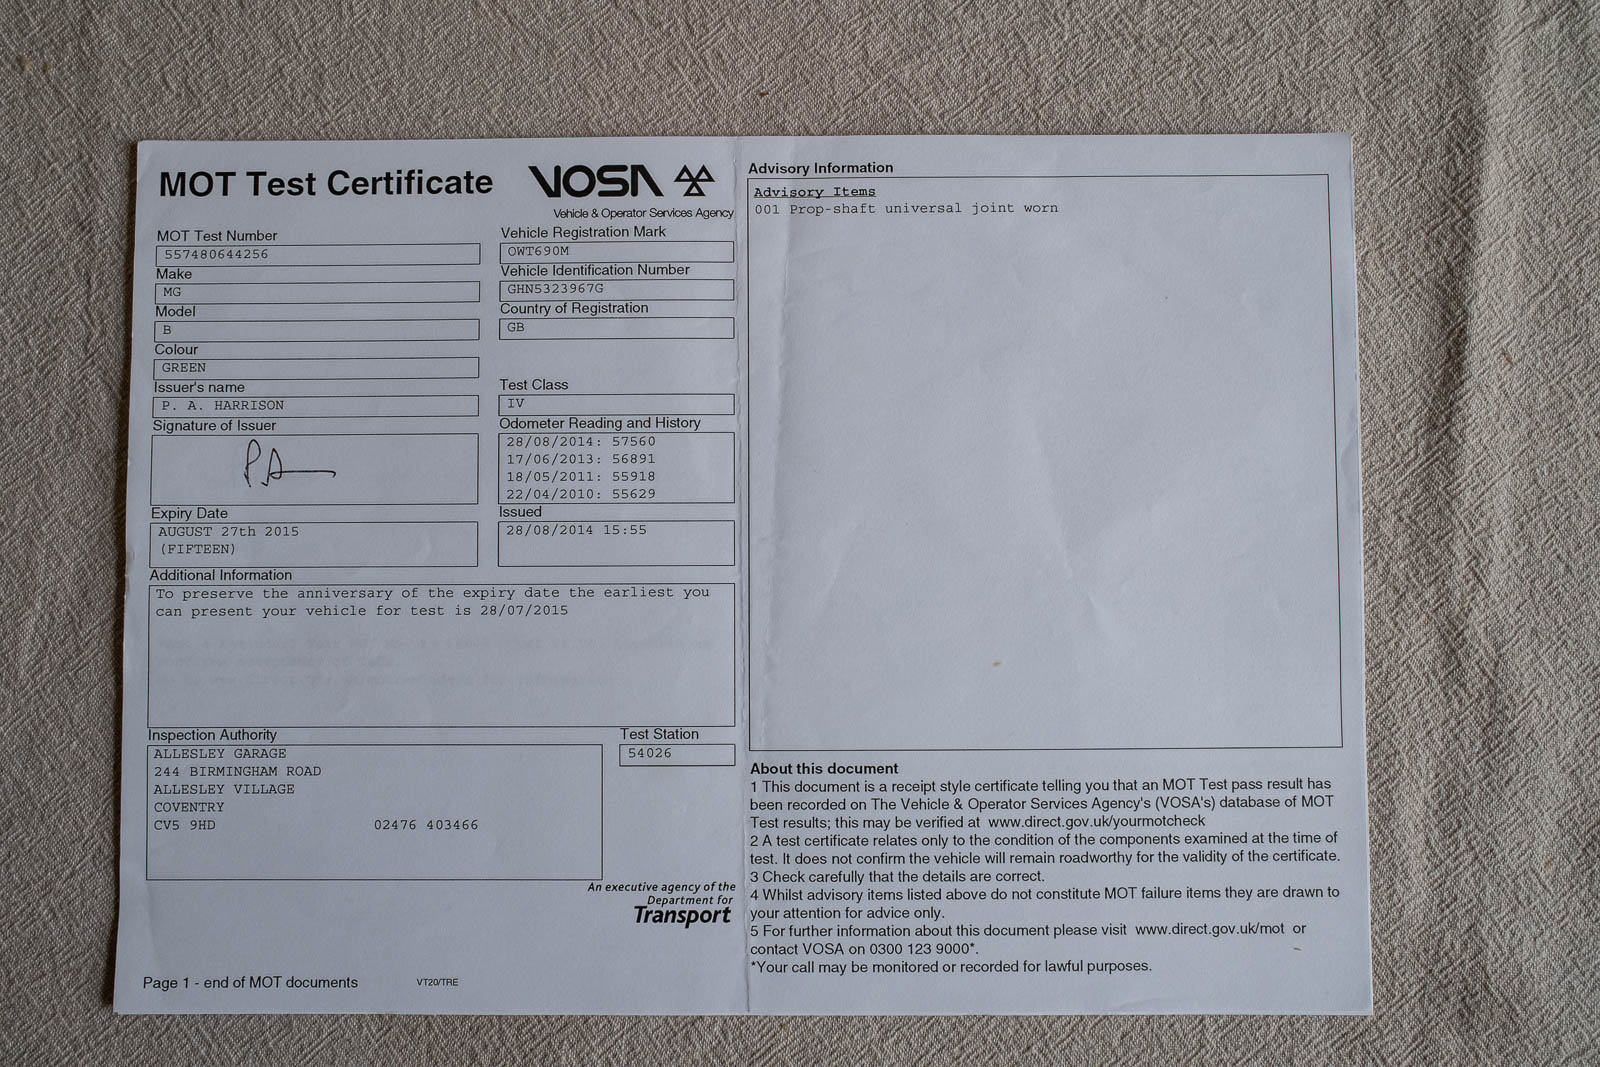 MOT Test Certificate
VOSA
Vehicle & Operator Services Agency
MOT Test Number
557480644256
Make
MG
Model
B
Colour
GREEN
Issuer's name
P. A. HARRISON
Signature of Issuer
PA
Expiry Date
AUGUST 27th 2015
(FIFTEEN)
Vehicle Registration Mark
OWT690M
Vehicle Identification Number
GHN5323967G
Country of Registration
GB
Test Class
IV
Odometer Reading and History
28/08/2014: 57560
17/06/2013: 56891
18/05/2011: 55918
22/04/2010: 55629
Issued
28/08/2014 15:55
Additional Information
To preserve the anniversary of the expiry date the earliest you
can present your vehicle for test is 28/07/2015
Inspection Authority
ALLESLEY GARAGE
244 BIRMINGHAM ROAD
ALLESLEY VILLAGE
COVENTRY
CV5 9HD 02476 403466
Test Station
54026
An executive agency of the
Department for
Transport
Page 1 - end of MOT documents VT20/TRE
Advisory Information
Advisory Items
001 Prop-shaft universal joint worn
About this document
1 This document is a receipt style certificate telling you that an MOT Test pass result has
been recorded on The Vehicle & Operator Services Agency's (VOSA's) database of MOT
Test results; this may be verified at www.direct.gov.uk/yourmotcheck
2 A test certificate relates only to the condition of the components examined at the time of
test. It does not confirm the vehicle will remain roadworthy for the validity of the certificate.
3 Check carefully that the details are correct.
4 Whilst advisory items listed above do not constitute MOT failure items they are drawn to
your attention for advice only.
5 For further information about this document please visit www.direct.gov.uk/mot or
contact VOSA on 0300 123 9000*.
*Your call may be monitored or recorded for lawful purposes.